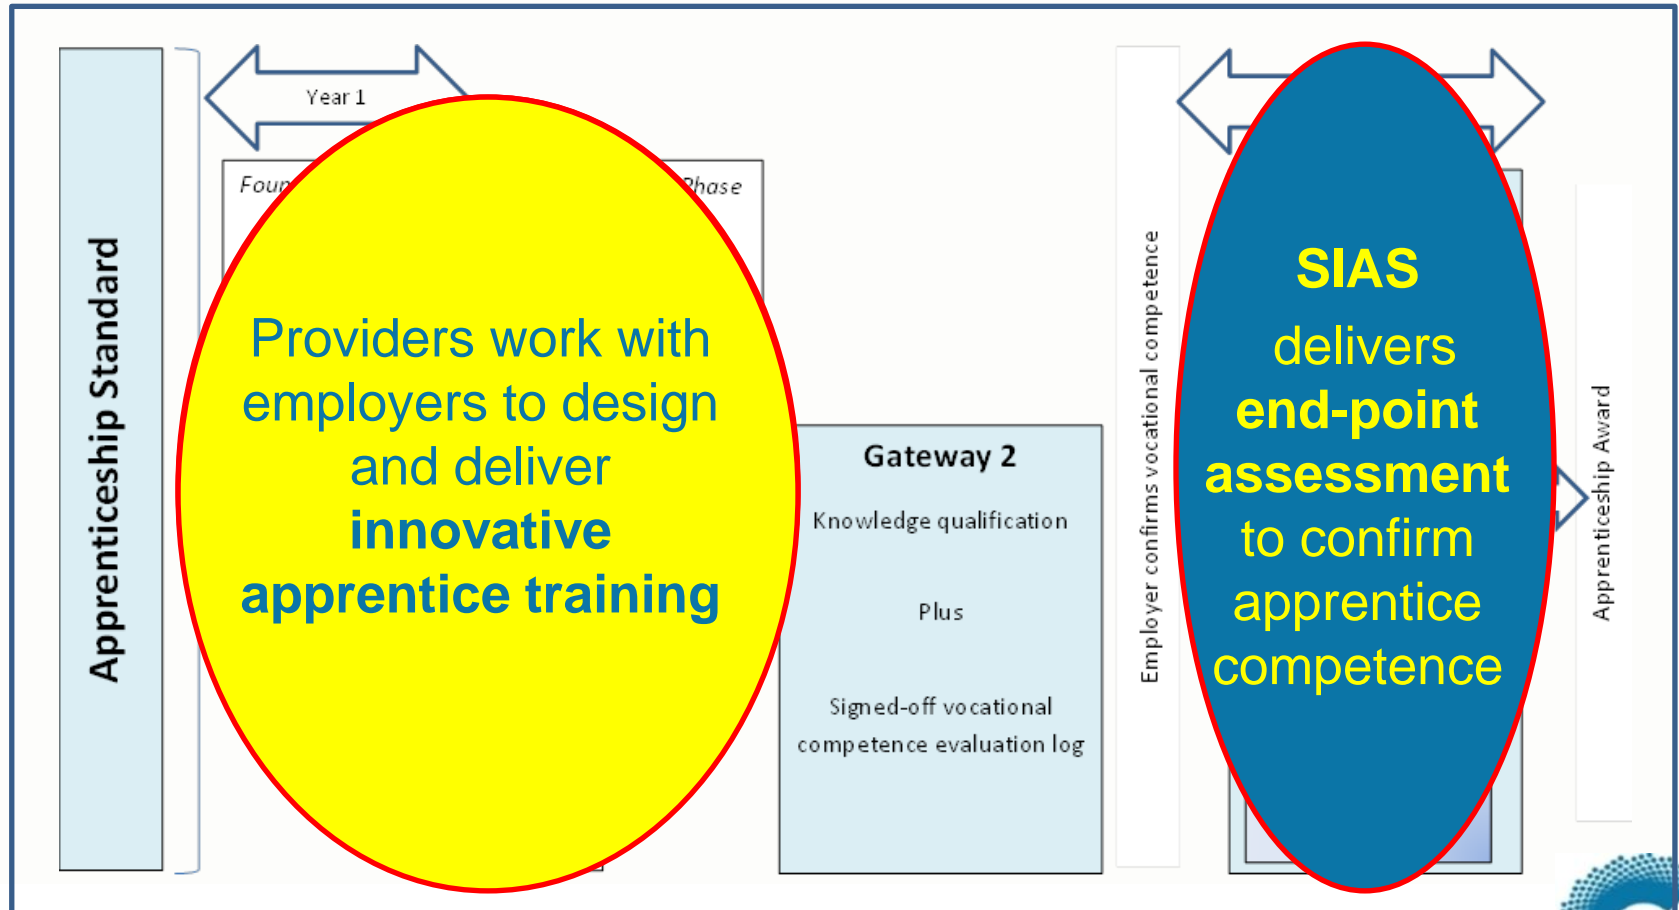 Apprenticeship Standard
Year 1
Phase
Providers work with
employers to design
and deliver
innovative
apprentice training
Gateway 2
Knowledge qualification
Plus
Signed-off vocational
competence evaluation log
Employer confirms vocational competence
SIAS
delivers
end-point
assessment
to confirm
apprentice
competence
Apprenticeship Award